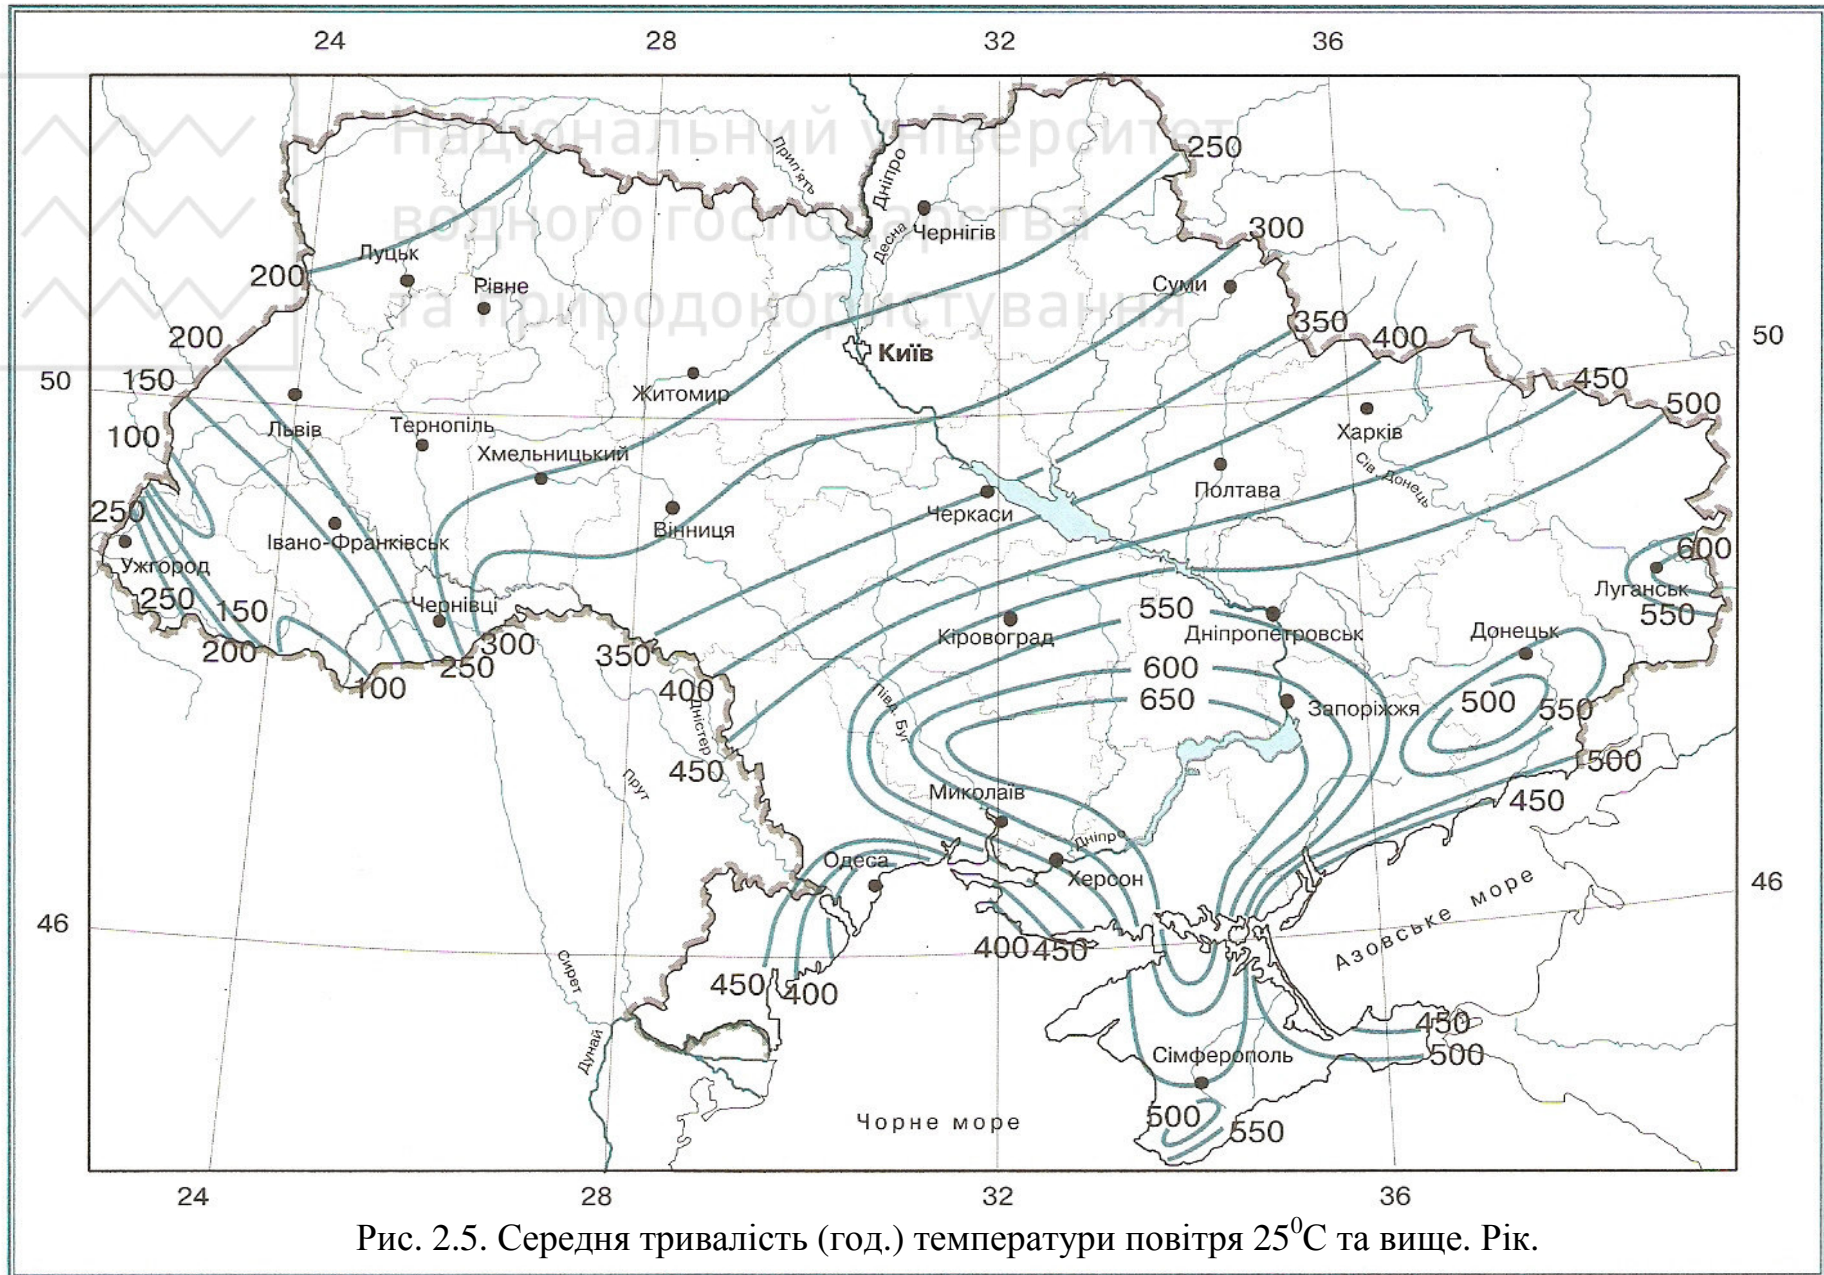 24 28 32 36
Національний університет
водного господарства
та природокористування
250
Прип'ять
Дніпро
Десна
Чернігів
300
Луцьк
200
Рівне
Суми
350
400
50
200
Київ
50
150
Житомир
450
500
100
Львів
Тернопіль
Харків
Хмельницький
Сів. Донець
Полтава
250
Черкаси
Вінниця
Івано-Франківськ
600
Ужгород
Луганськ
250
150
Чернівці
550
550
Кіровоград
Дніпропетровськ
Донецьк
200
300
350
250
600
100
400
650
500
550
Запоріжжя
Півд. Буг
Дністер
450
500
Прут
Миколаїв
450
Дніпро
Одеса
Херсон
46
46
Азовське море
400
450
Сирет
450
400
450
Дунай
Сімферополь
500
500
550
Чорне море
24 28 32 36
Рис. 2.5. Середня тривалість (год.) температури повітря 25⁰С та вище. Рік.